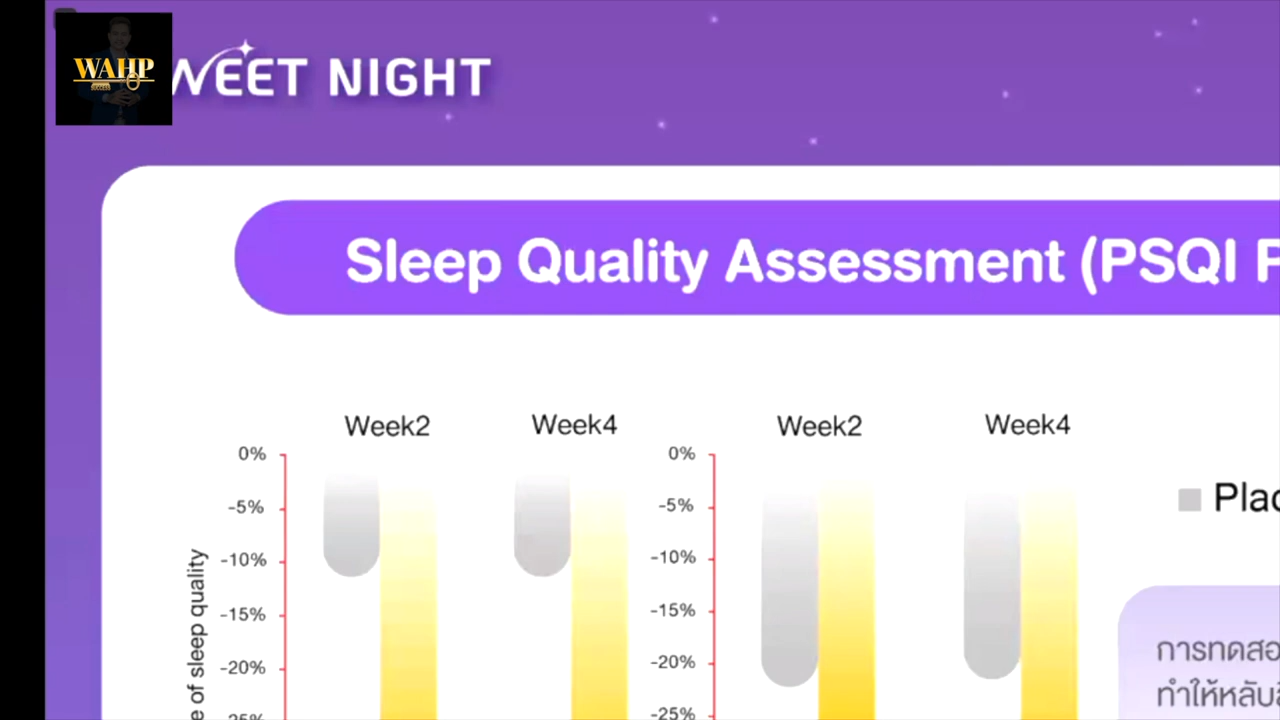 WAHP
WEET NIGHT
Sleep Quality Assessment (PSQI
Week2 Week4 Week2 Week4
0% 0%
-5% -5%
-10% -10%
-15% -15%
-20% -20%
-25% -25%
e of sleep quality
Plac
การทดสอ
ทำให้หลับ